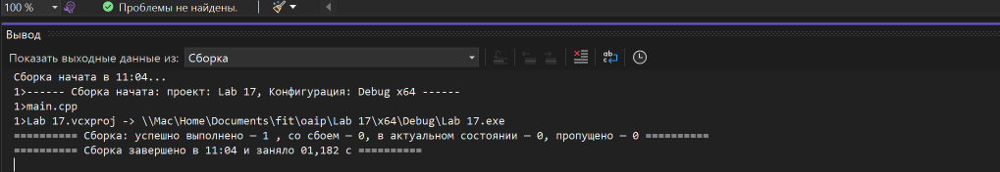 100 %
Проблемы не найдены.
Вывод
Показать выходные данные из: Сборка
Сборка начата в 11:04...
1>------ Сборка начата: проект: Lab 17, Конфигурация: Debug x64 ------
1>main.cpp
1>Lab 17.vcxproj -> \\Mac\Home\Documents\fit\oaip\Lab 17\x64\Debug\Lab 17.exe
========== Сборка: успешно выполнено — 1 , со сбоем — 0, в актуальном состоянии — 0, пропущено — 0 ==========
========== Сборка завершено в 11:04 и заняло 01,182 с ==========